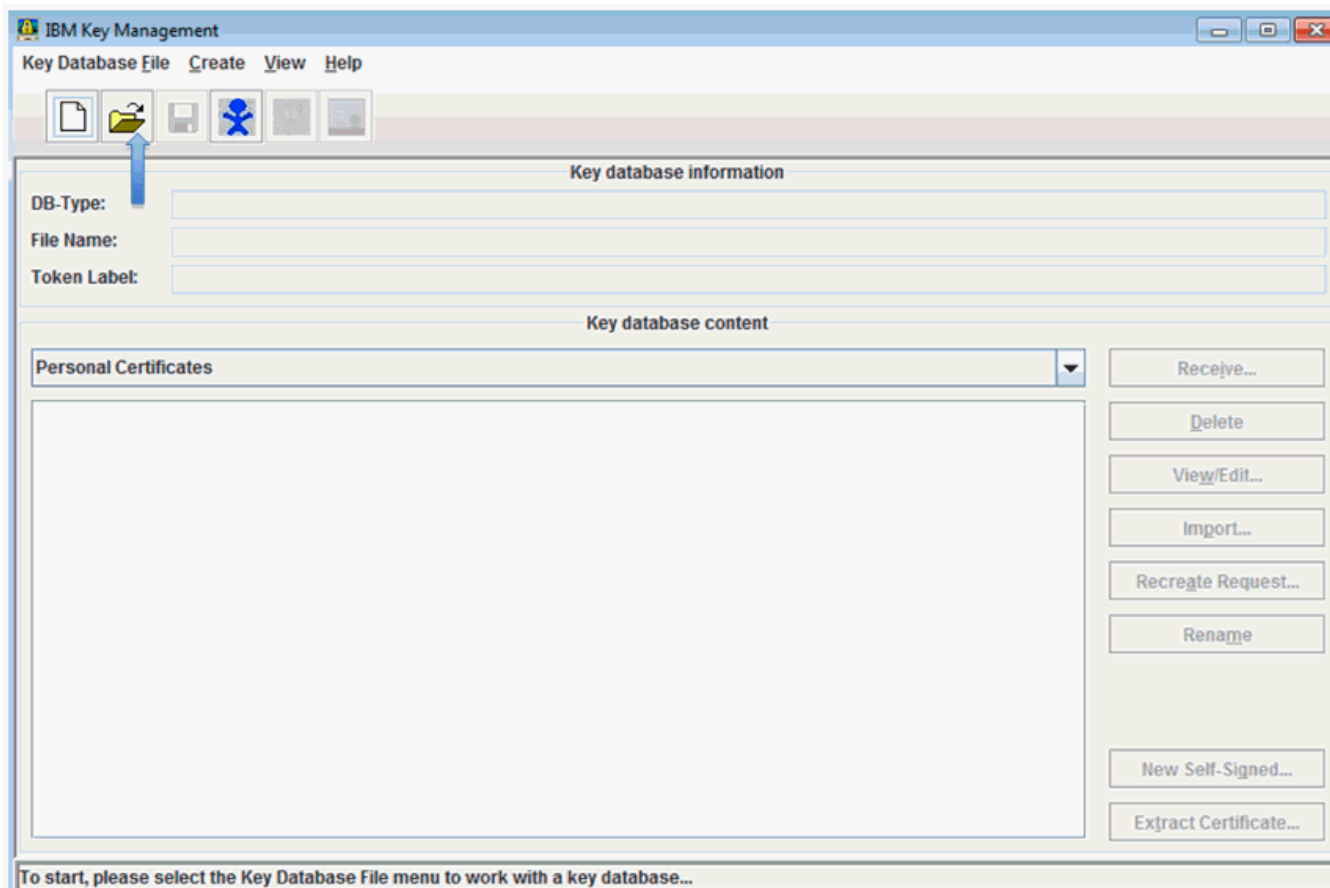 IBM Key Management
Key Database File Create View Help
Key database information
DB-Type:
File Name:
Token Label:
Key database content
Personal Certificates
Receive...
Delete
View/Edit...
Import...
Recreate Request...
Rename
New Self-Signed...
Extract Certificate...
To start, please select the Key Database File menu to work with a key database...